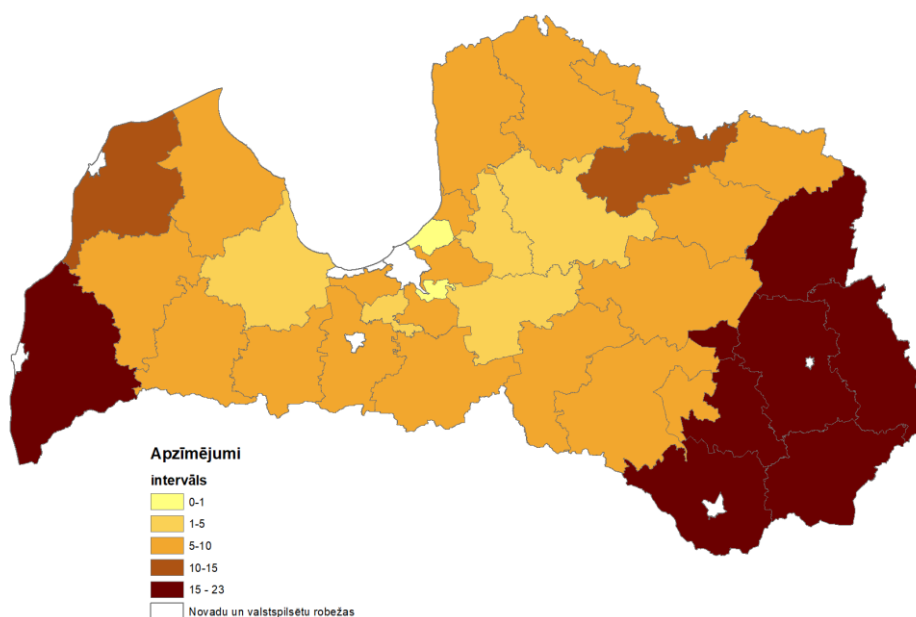 Apzīmējumi
intervāls
0-1
1-5
5-10
10-15
15 - 23
Novadu un valstspilsētu robežas